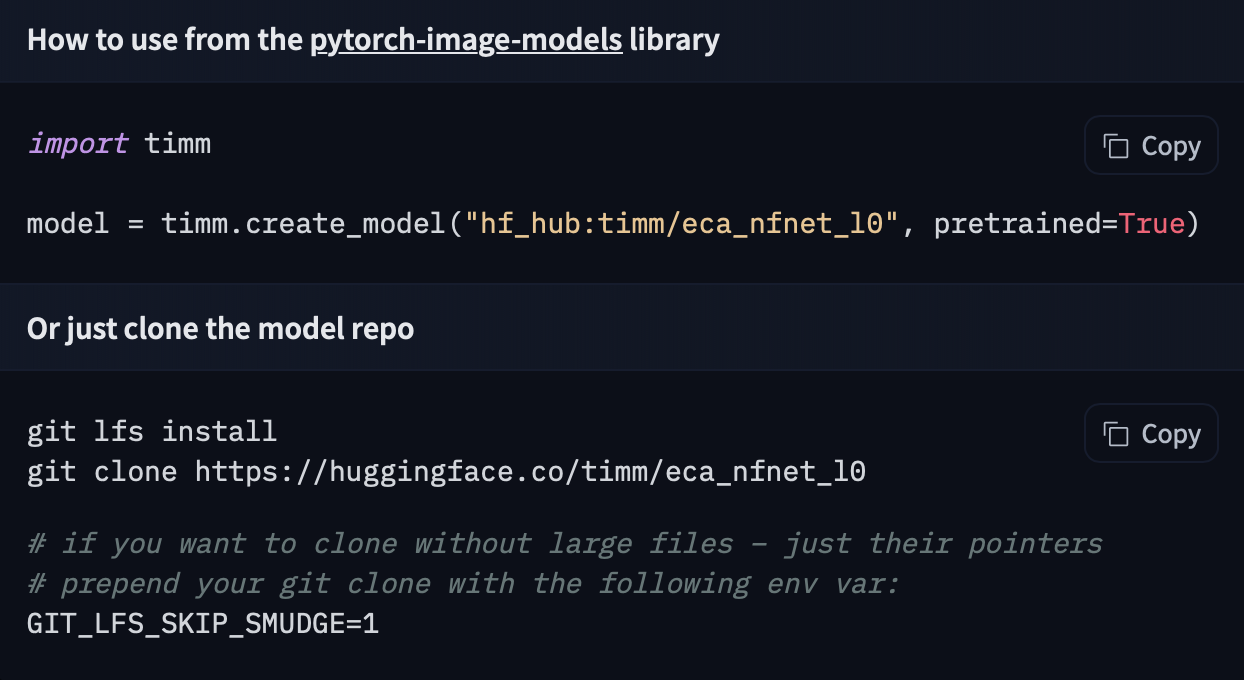 How to use from the pytorch-image-models library
import timm
Copy
model = timm.create_model("hf_hub:timm/eca_nfnet_l0", pretrained=True)
Or just clone the model repo
git lfs install
Copy
git clone https://huggingface.co/timm/eca_nfnet_l0
# if you want to clone without large files – just their pointers
# prepend your git clone with the following env var:
GIT_LFS_SKIP_SMUDGE=1